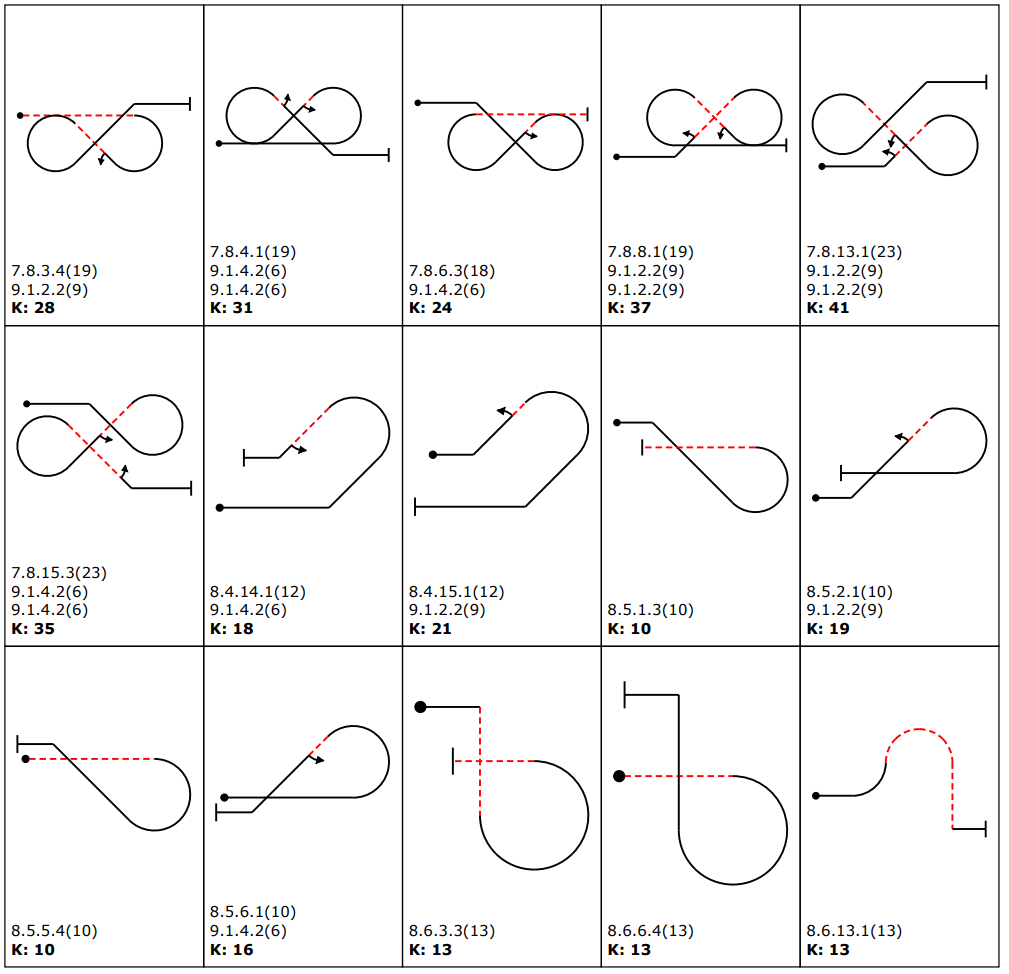 7.8.3.4(19)
9.1.2.2(9)
K: 28
7.8.4.1(19)
9.1.4.2(6)
9.1.4.2(6)
K: 31
7.8.6.3(18)
9.1.4.2(6)
K: 24
7.8.8.1(19)
9.1.2.2(9)
9.1.2.2(9)
K: 37
7.8.13.1(23)
9.1.2.2(9)
9.1.2.2(9)
K: 41
7.8.15.3(23)
9.1.4.2(6)
9.1.4.2(6)
K: 35
8.4.14.1(12)
9.1.4.2(6)
K: 18
8.4.15.1(12)
9.1.2.2(9)
K: 21
8.5.1.3(10)
K: 10
8.5.2.1(10)
9.1.2.2(9)
K: 19
8.5.5.4(10)
K: 10
8.5.6.1(10)
9.1.4.2(6)
K: 16
8.6.3.3(13)
K: 13
8.6.6.4(13)
K: 13
8.6.13.1(13)
K: 13